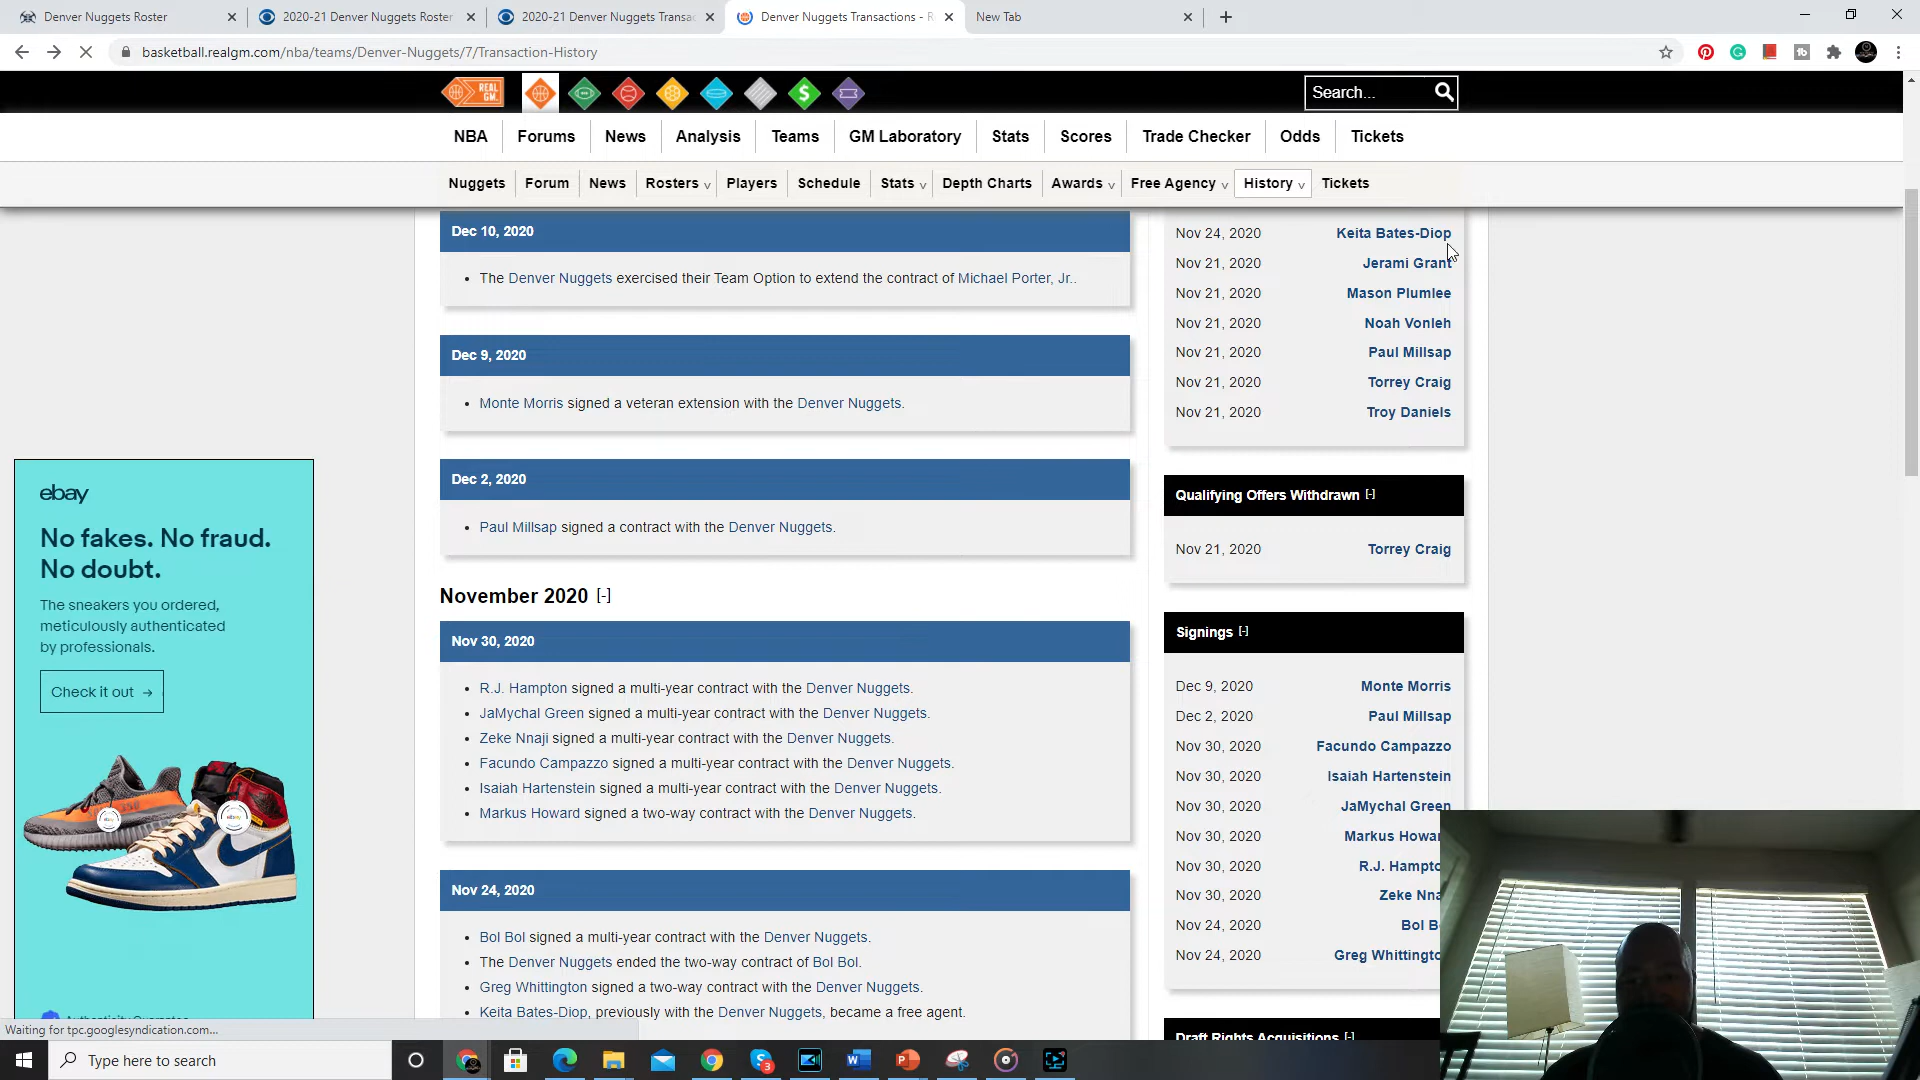 Denver Nuggets Roster
2020-21 Denver Nuggets Roster
2020-21 Denver Nuggets Transac
Denver Nuggets Transactions - R
New Tab
basketball.realgm.com/nba/teams/Denver-Nuggets/7/Transaction-History
REAL GM.
Search...
NBA Forums News Analysis Teams GM Laboratory Stats Scores Trade Checker Odds Tickets
Nuggets Forum News Rosters v Players Schedule Stats v Depth Charts Awards v Free Agency v History v Tickets
Dec 10, 2020
• The Denver Nuggets exercised their Team Option to extend the contract of Michael Porter, Jr..
Dec 9, 2020
• Monte Morris signed a veteran extension with the Denver Nuggets.
Dec 2, 2020
• Paul Millsap signed a contract with the Denver Nuggets.
November 2020 [-]
Nov 30, 2020
• R.J. Hampton signed a multi-year contract with the Denver Nuggets.
• JaMychal Green signed a multi-year contract with the Denver Nuggets.
• Zeke Nnaji signed a multi-year contract with the Denver Nuggets.
• Facundo Campazzo signed a multi-year contract with the Denver Nuggets.
• Isaiah Hartenstein signed a multi-year contract with the Denver Nuggets.
• Markus Howard signed a two-way contract with the Denver Nuggets.
Nov 24, 2020
• Bol Bol signed a multi-year contract with the Denver Nuggets.
• The Denver Nuggets ended the two-way contract of Bol Bol.
• Greg Whittington signed a two-way contract with the Denver Nuggets.
• Keita Bates-Diop, previously with the Denver Nuggets, became a free agent.
Nov 24, 2020 Keita Bates-Diop
Nov 21, 2020 Jerami Grant
Nov 21, 2020 Mason Plumlee
Nov 21, 2020 Noah Vonleh
Nov 21, 2020 Paul Millsap
Nov 21, 2020 Torrey Craig
Nov 21, 2020 Troy Daniels
Qualifying Offers Withdrawn [-]
Nov 21, 2020 Torrey Craig
Signings [-]
Dec 9, 2020 Monte Morris
Dec 2, 2020 Paul Millsap
Nov 30, 2020 Facundo Campazzo
Nov 30, 2020 Isaiah Hartenstein
Nov 30, 2020 JaMychal Green
Nov 30, 2020 Markus Howar
Nov 30, 2020 R.J. Hampto
Nov 30, 2020 Zeke Nna
Nov 24, 2020 Bol B
Nov 24, 2020 Greg Whittingto
Draft Rights Acquisitions [-]
ebay
No fakes. No fraud.
No doubt.
The sneakers you ordered,
meticulously authenticated
by professionals.
Check it out →
Authenticity Guarantee
Waiting for tpc.googlesyndication.com...
Type here to search